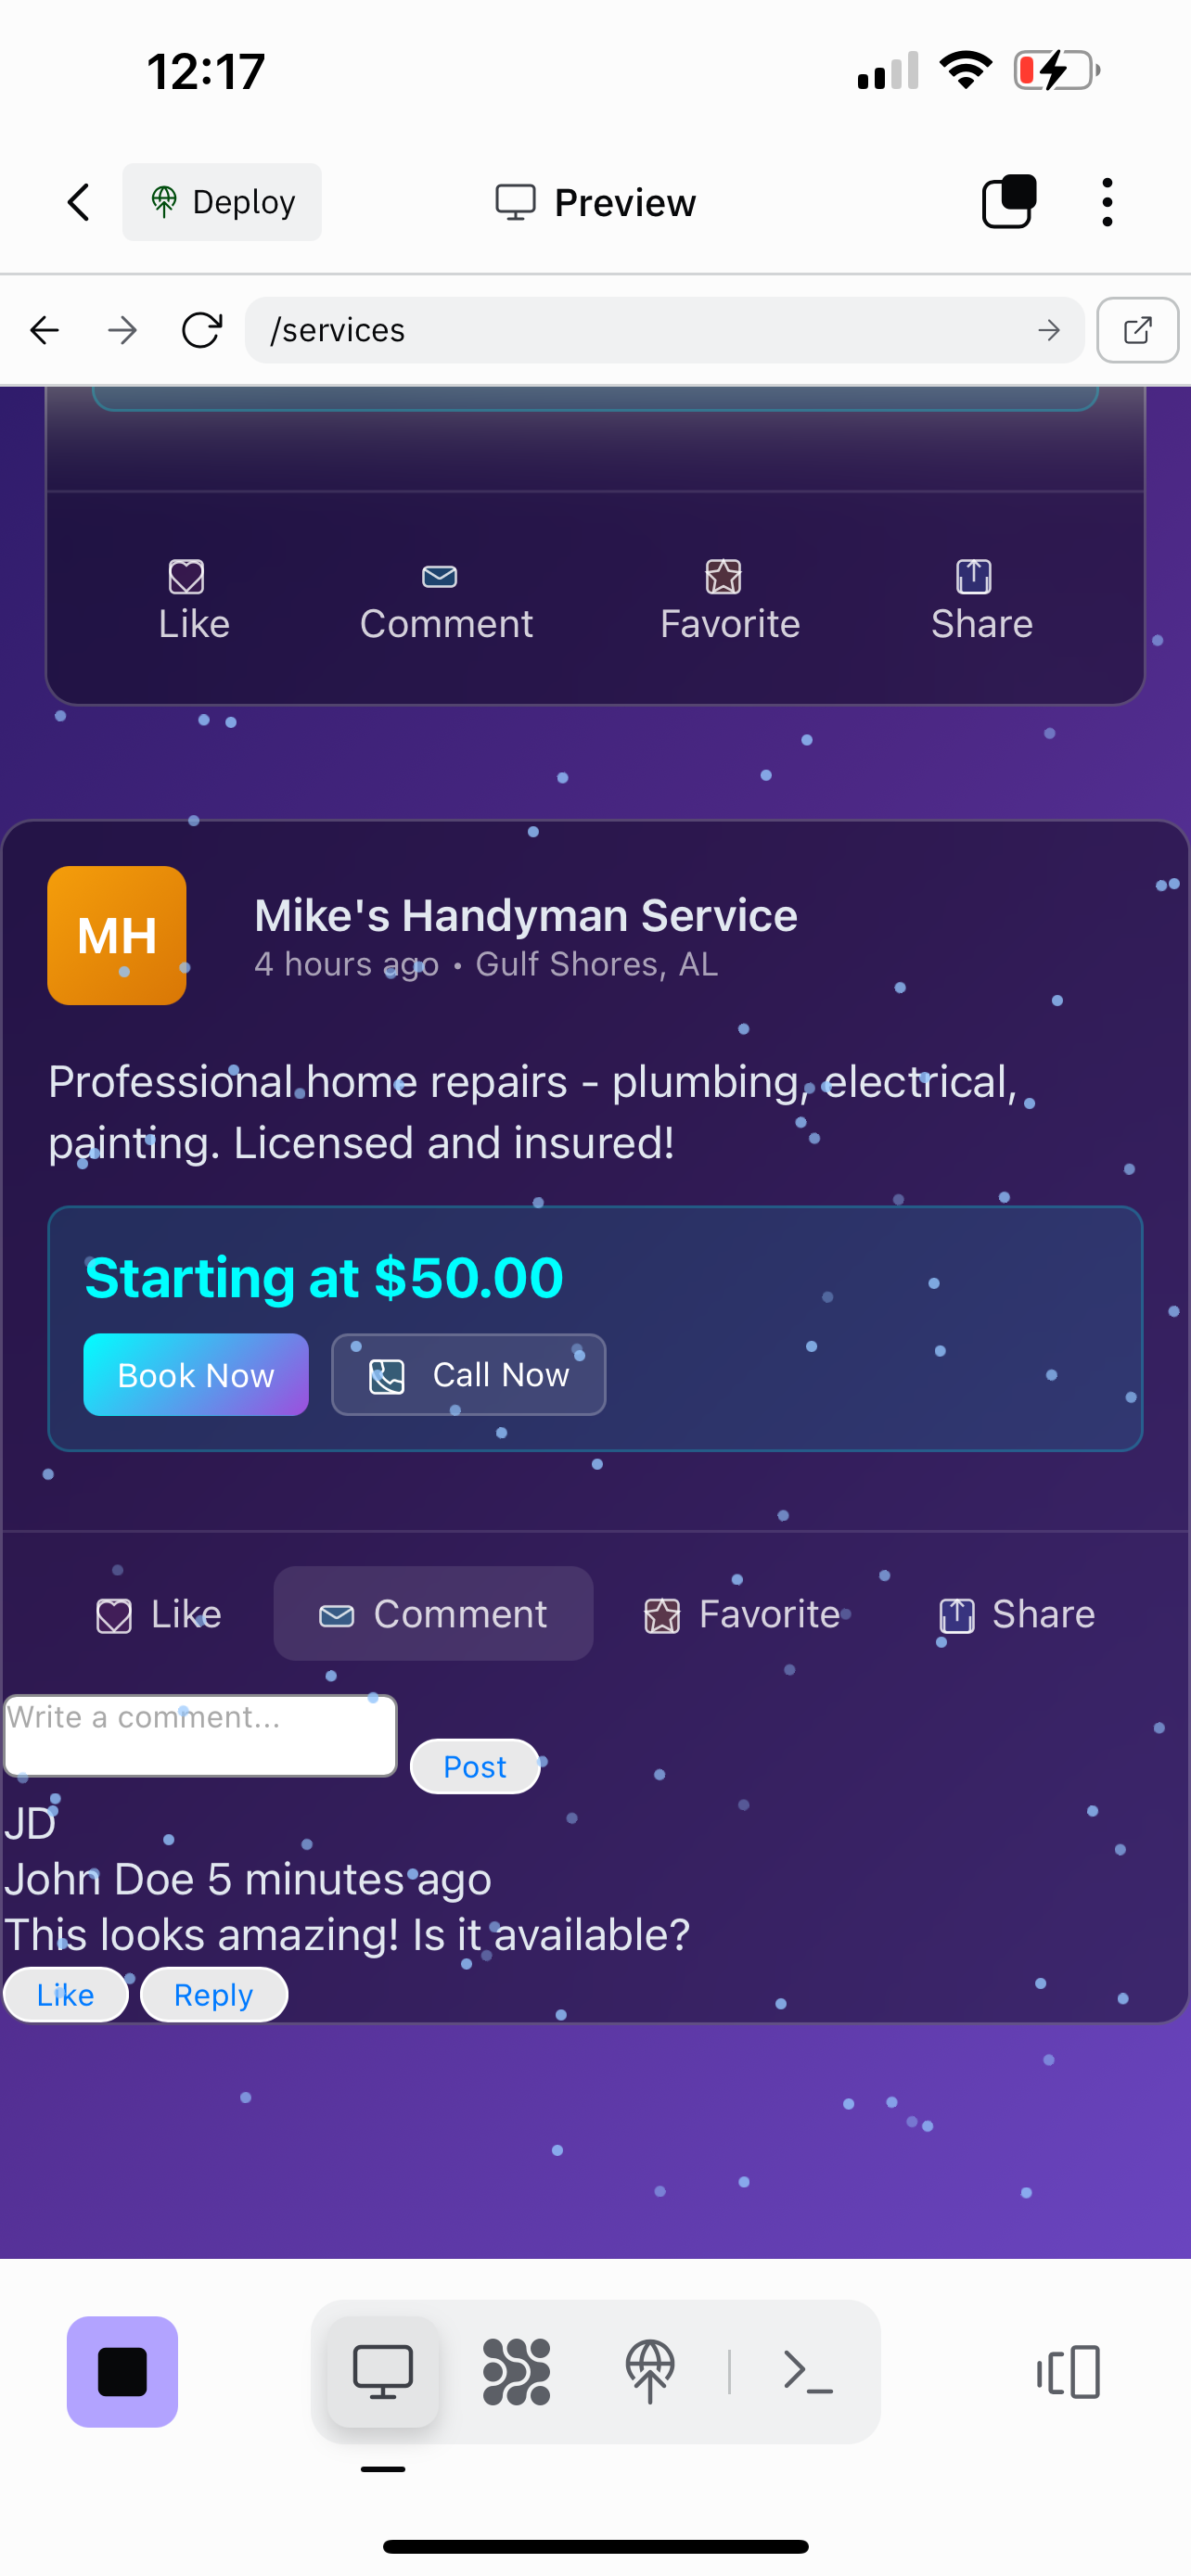 12:17
Deploy
Preview
/services
Like
Comment
Favorite
Share
MH
Mike's Handyman Service
4 hours ago • Gulf Shores, AL
Professional home repairs - plumbing, electrical,
painting. Licensed and insured!
Starting at $50.00
Book Now
Call Now
Like
Comment
Favorite
Share
Write a comment...
Post
JD
John Doe 5 minutes ago
This looks amazing! Is it available?
Like
Reply